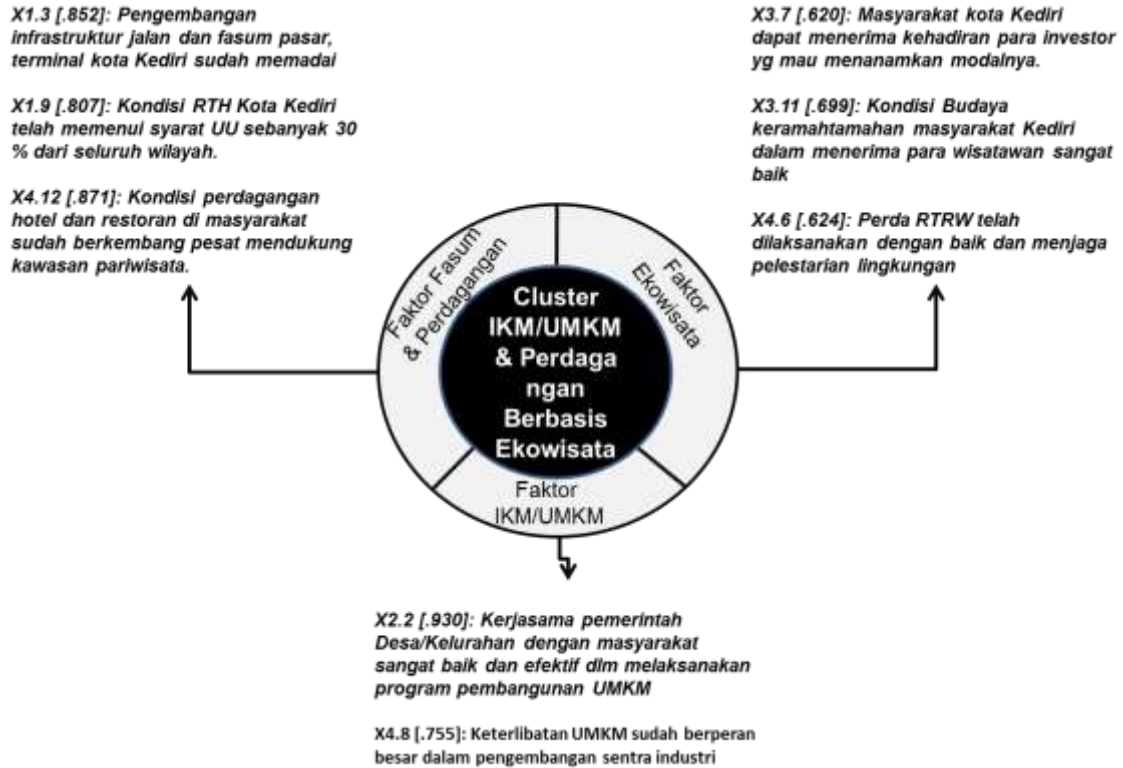 X1.3 [.852]: Pengembangan
infrastruktur jalan dan fasum pasar,
terminal kota Kediri sudah memadai
X1.9 [.807]: Kondisi RTH Kota Kediri
telah memenui syarat UU sebanyak 30
% dari seluruh wilayah.
X4.12 [.871]: Kondisi perdagangan
hotel dan restoran di masyarakat
sudah berkembang pesat mendukung
kawasan pariwisata.
X3.7 [.620]: Masyarakat kota Kediri
dapat menerima kehadiran para investor
yg mau menanamkan modalnya.
X3.11 [.699]: Kondisi Budaya
keramahtamahan masyarakat Kediri
dalam menerima para wisatawan sangat
baik
X4.6 [.624]: Perda RTRW telah
dilaksanakan dengan baik dan menjaga
pelestarian lingkungan
Faktor Fasum
& Perdagangan
Faktor
Ekowisata
Cluster
IKM/UMKM
& Perdaga
ngan
Berbasis
Ekowisata
Faktor
IKM/UMKM
X2.2 [.930]: Kerjasama pemerintah
Desa/Kelurahan dengan masyarakat
sangat baik dan efektif dlm melaksanakan
program pembangunan UMKM
X4.8 [.755]: Keterlibatan UMKM sudah berperan
besar dalam pengembangan sentra industri